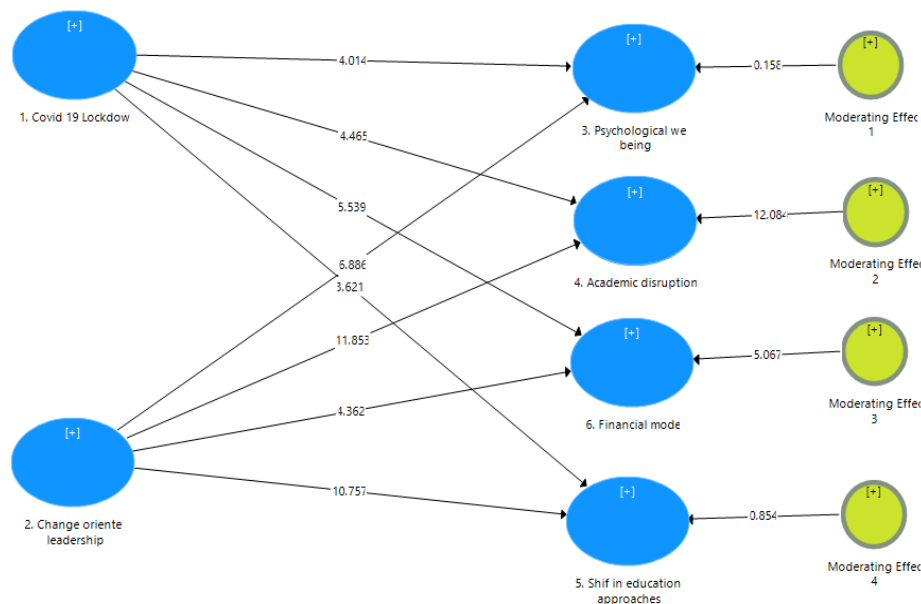 [+]
1. Covid 19 Lockdow
[+]
2. Change oriente
leadership
4.014
4.465
5.539
6.886
3.621
11.853
4.362
10.757
[+]
3. Psychological we
being
[+]
4. Academic disruption
[+]
6. Financial mode
[+]
5. Shif in education
approaches
0.158
12.084
5.067
0.854
[+]
Moderating Effec
1
[+]
Moderating Effec
2
[+]
Moderating Effec
3
[+]
Moderating Effec
4